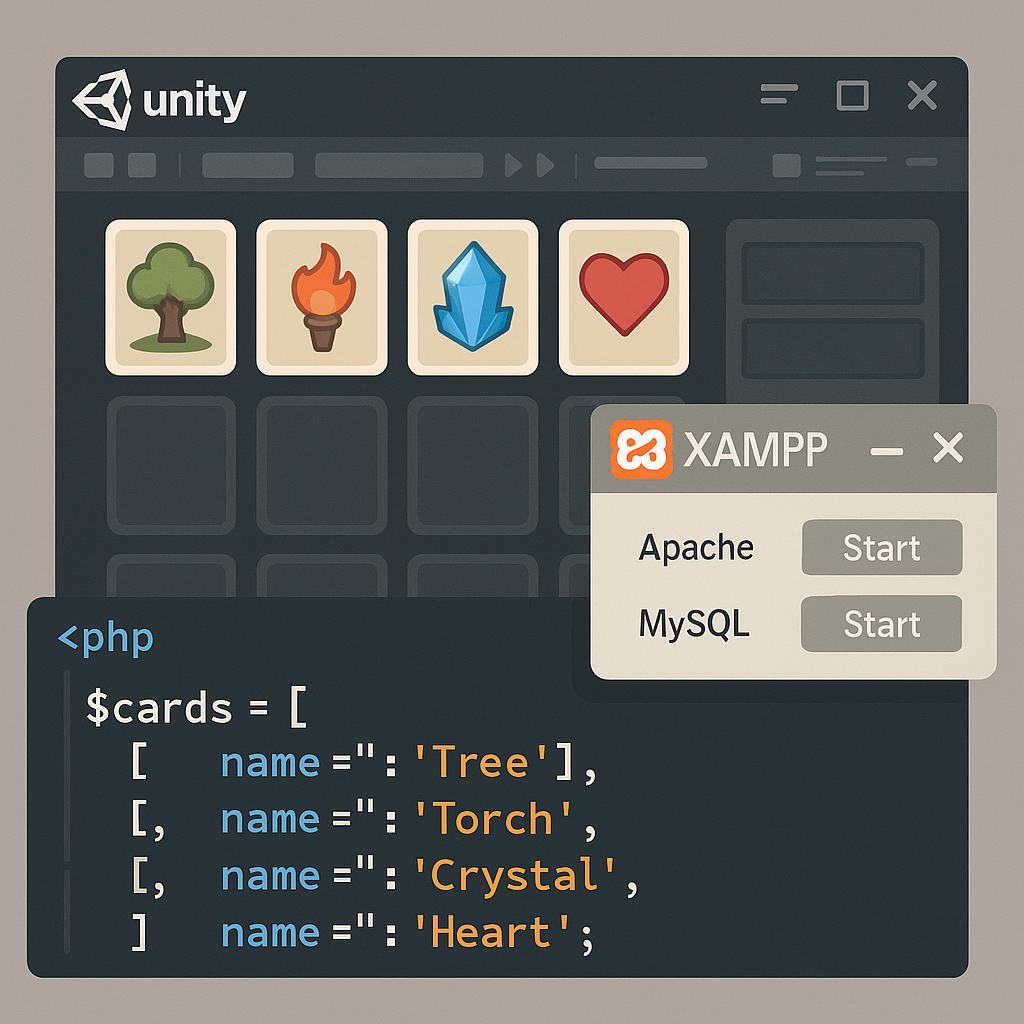 unity
XAMPP
Apache Start
MySQL Start
<php
$cards = [
[ name =": 'Tree'],
[, name =": 'Torch',
[, name =": 'Crystal',
] name =": 'Heart';